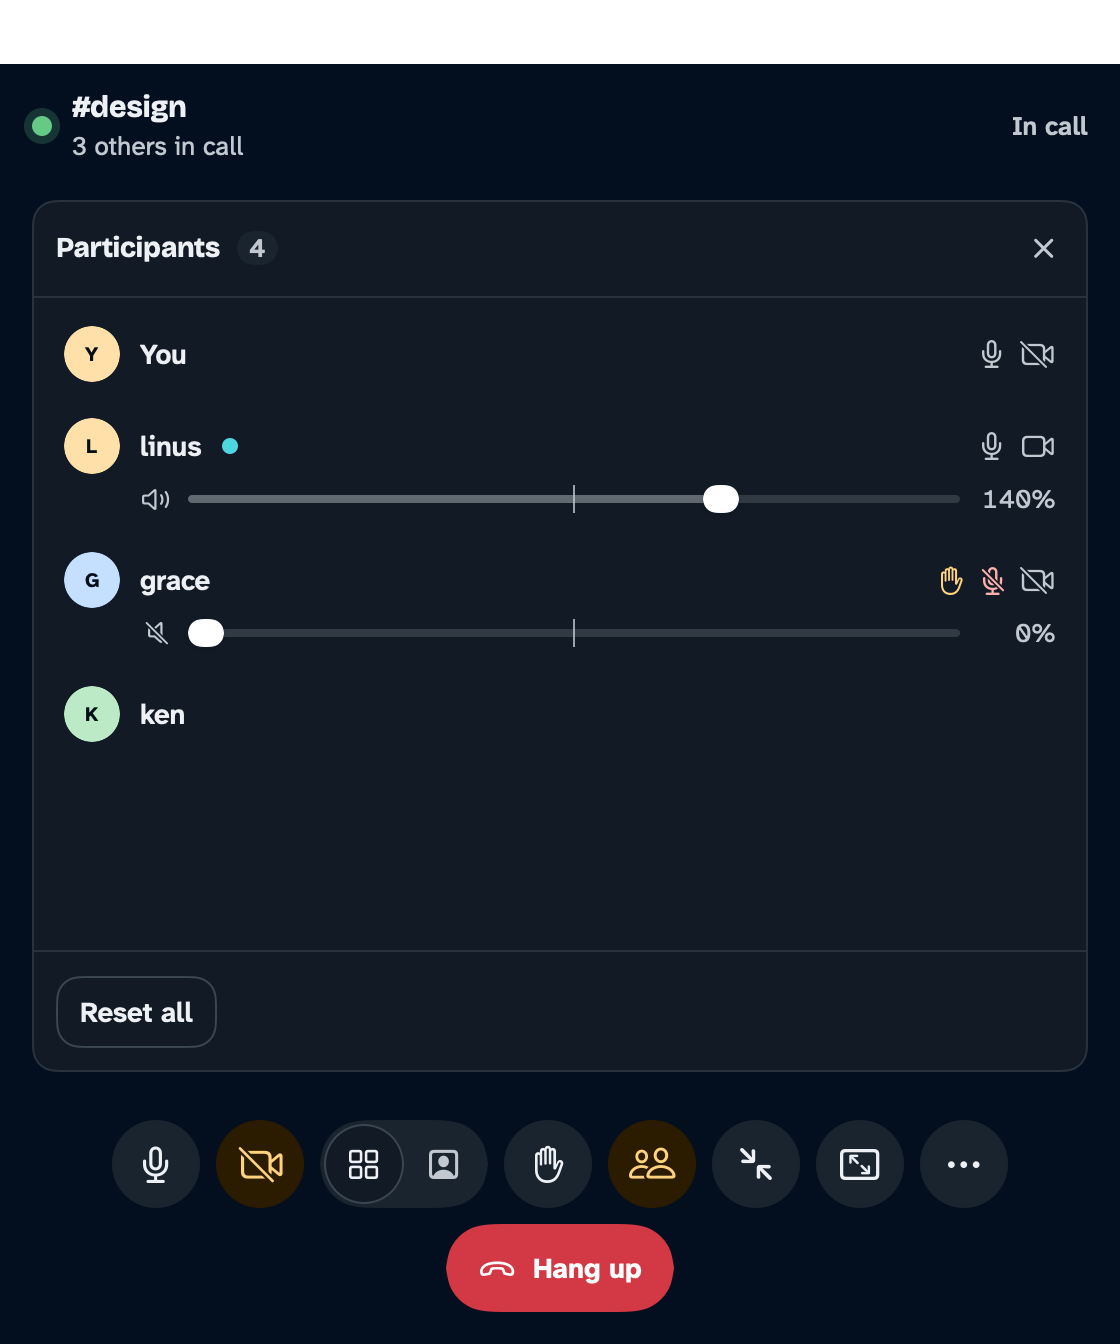 #design
3 others in call
In call
Participants 4
Y You
L linus
140%
G grace
0%
K ken
Reset all
Hang up